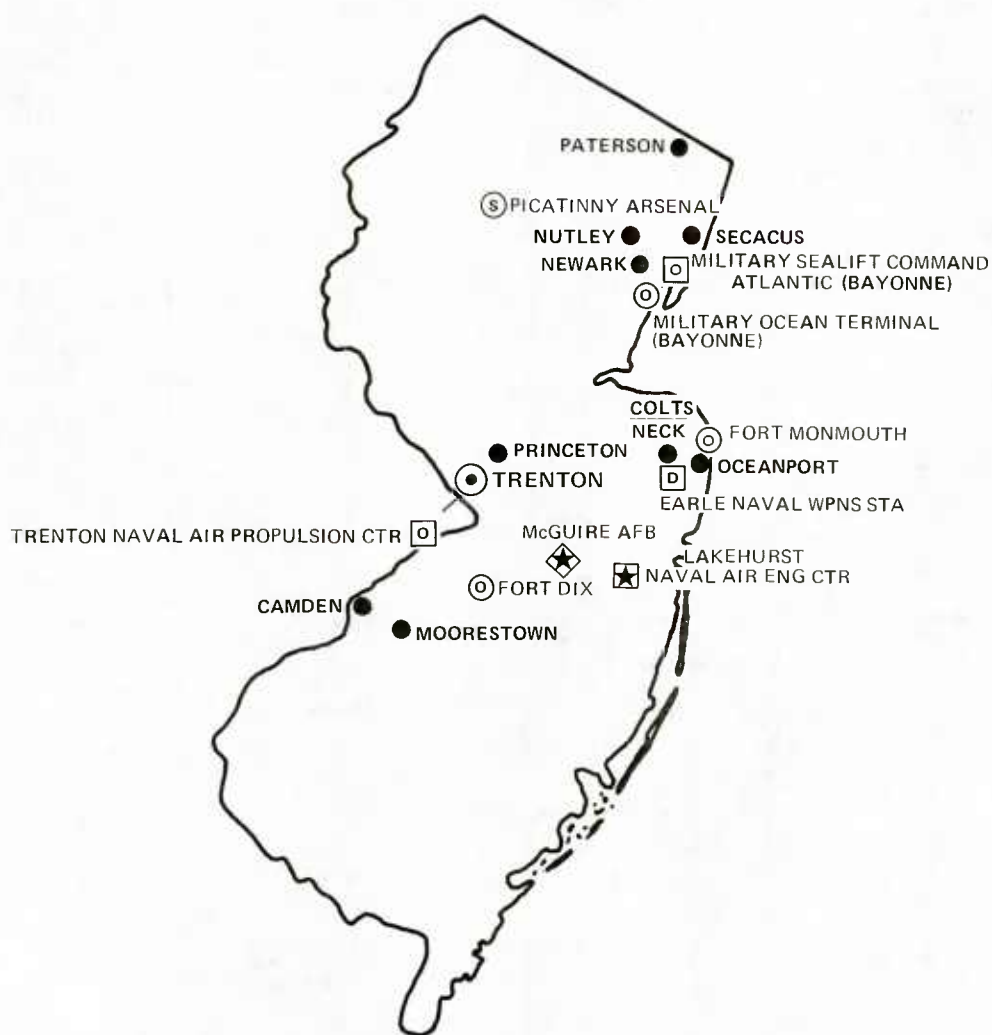 PATERSON
S PICATINNY ARSENAL
NUTLEY
SECACUS
NEWARK
O MILITARY SEALIFT COMMAND
ATLANTIC (BAYONNE)
O
MILITARY OCEAN TERMINAL
(BAYONNE)
COLTS
NECK
O FORT MONMOUTH
PRINCETON
OCEANPORT
TRENTON
D
EARLE NAVAL WPNS STA
TRENTON NAVAL AIR PROPULSION CTR O
McGUIRE AFB
LAKEHURST
NAVAL AIR ENG CTR
O FORT DIX
CAMDEN
MOORESTOWN